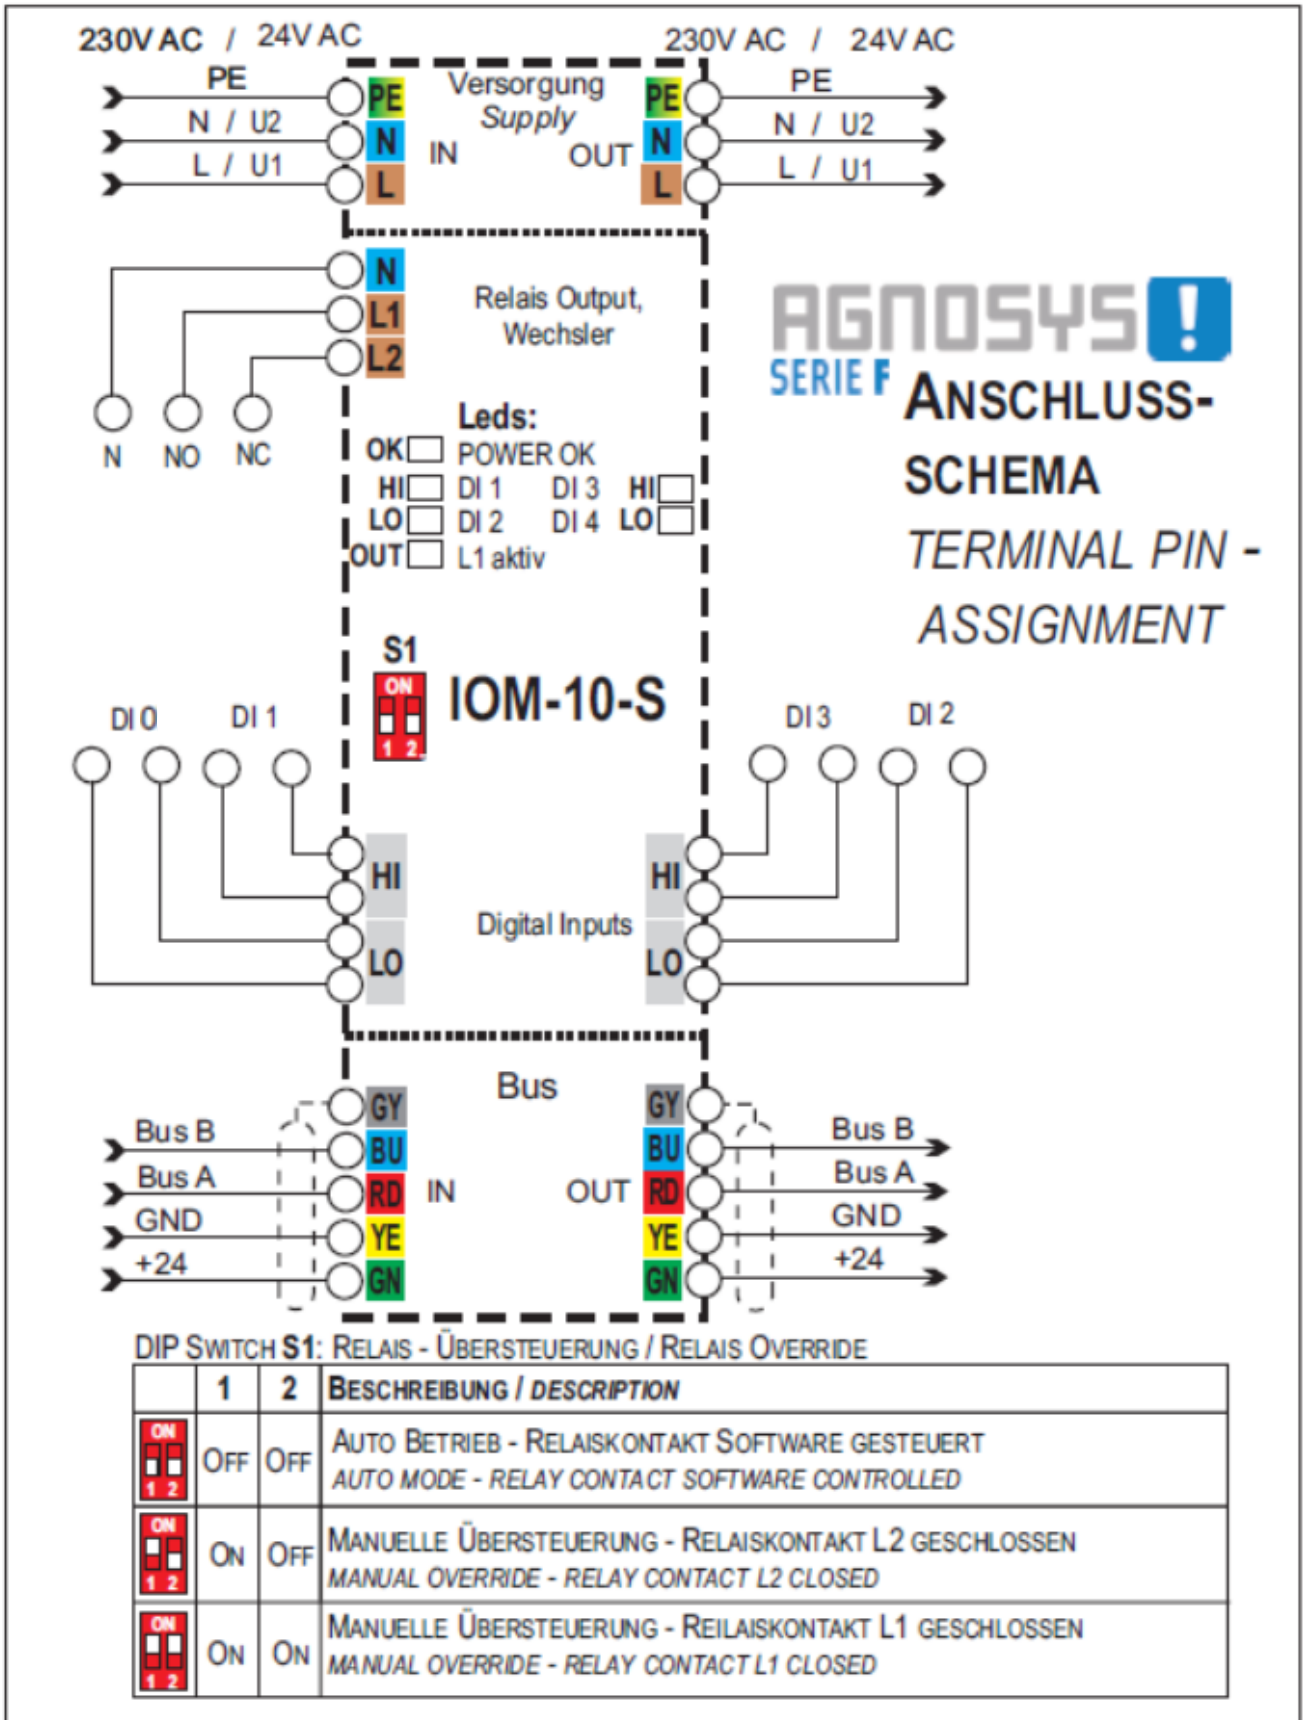 230V AC / 24V AC
230V AC / 24V AC
PE
PE
Versorgung
Supply
PE
PE
N / U2
N
IN
OUT
N
N / U2
L / U1
L
L
L / U1
N
L1
L2
Relais Output,
Wechsler
N
NO
NC
AGNOSYS !
SERIE F
ANSCHLUSS-
SCHEMA
TERMINAL PIN -
ASSIGNMENT
Leds:
OK
POWER OK
HI DI 1 DI 3 HI
LO DI 2 DI 4 LO
OUT L1 aktiv
S1
ON
1 2
IOM-10-S
DI 0
DI 1
DI 3
DI 2
HI
HI
Digital Inputs
LO
LO
Bus
GY
GY
Bus B
BU
BU
Bus B
Bus A
RD
IN
OUT
RD
Bus A
GND
YE
YE
GND
+24
GN
GN
+24
DIP SWITCH S1: RELAIS - ÜBERSTEUERUNG / RELAIS OVERRIDE
1 2 BESCHREIBUNG / DESCRIPTION
ON
1 2
OFF OFF
AUTO BETRIEB - RELAISKONTAKT SOFTWARE GESTEUERT
AUTO MODE - RELAY CONTACT SOFTWARE CONTROLLED
ON
1 2
ON OFF
MANUELLE ÜBERSTEUERUNG - RELAISKONTAKT L2 GESCHLOSSEN
MANUAL OVERRIDE - RELAY CONTACT L2 CLOSED
ON
1 2
ON ON
MANUELLE ÜBERSTEUERUNG - REILAISKONTAKT L1 GESCHLOSSEN
MANUAL OVERRIDE - RELAY CONTACT L1 CLOSED